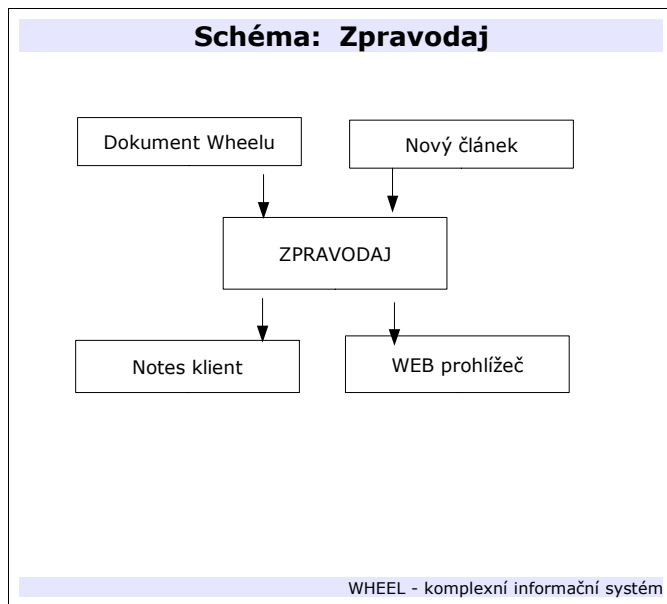 Schéma: Zpravodaj
Dokument Wheelu
Nový článek
ZPRAVODAJ
Notes klient
WEB prohlížeč
WHEEL - komplexní informační systém